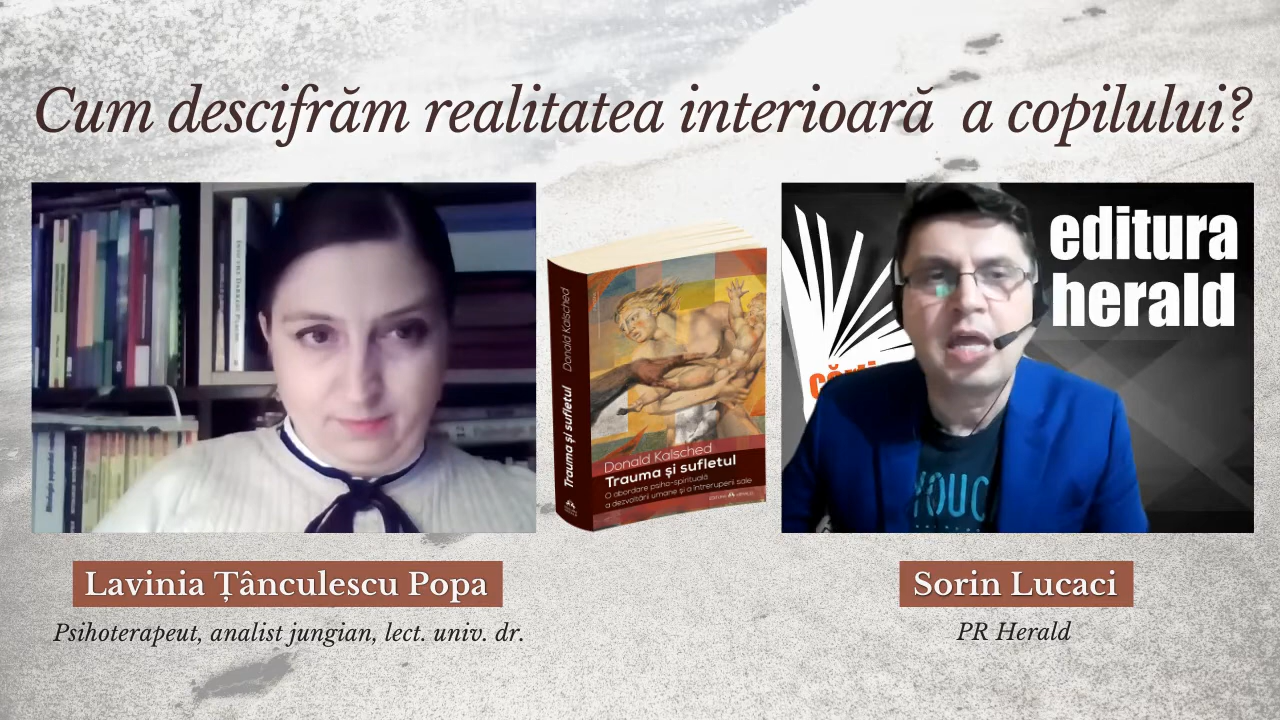 Cum descifrăm realitatea interioară a copilului?
editura
herald
Donald Kalsched
Trauma și sufletul
Donald Kalsched
Trauma și sufletul
O abordare psiho-spirituală
a dezvoltării umane și a întreruperii sale
YOUC
Lavinia Țânculescu Popa
Psihoterapeut, analist jungian, lect. univ. dr.
Sorin Lucaci
PR Herald